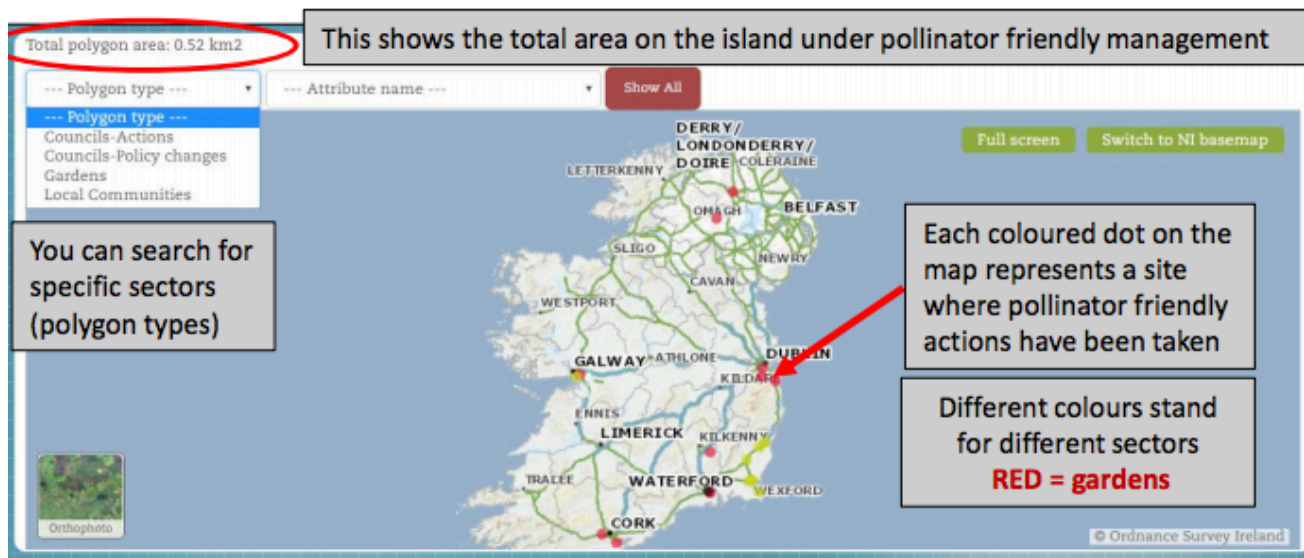 Total polygon area: 0.52 km2
This shows the total area on the island under pollinator friendly management
--- Polygon type ---
--- Attribute name ---
Show All
--- Polygon type ---
Councils-Actions
Councils-Policy changes
Gardens
Local Communities
Full screen
Switch to NI basemap
You can search for
specific sectors
(polygon types)
DERRY/
LONDONDERRY/
DOIRE
COLERAINE
LETTERKENNY
OMAGH
BELFAST
SLIGO
NEWRY
CAVAN
WESTPORT
GALWAY
ATHLONE
DUBLIN
KILDAR
ENNIS
LIMERICK
KILKENNY
TRALEE
WATERFORD
WEXFORD
CORK
Each coloured dot on the
map represents a site
where pollinator friendly
actions have been taken
Different colours stand
for different sectors
RED = gardens
Orthophoto
© Ordnance Survey Ireland